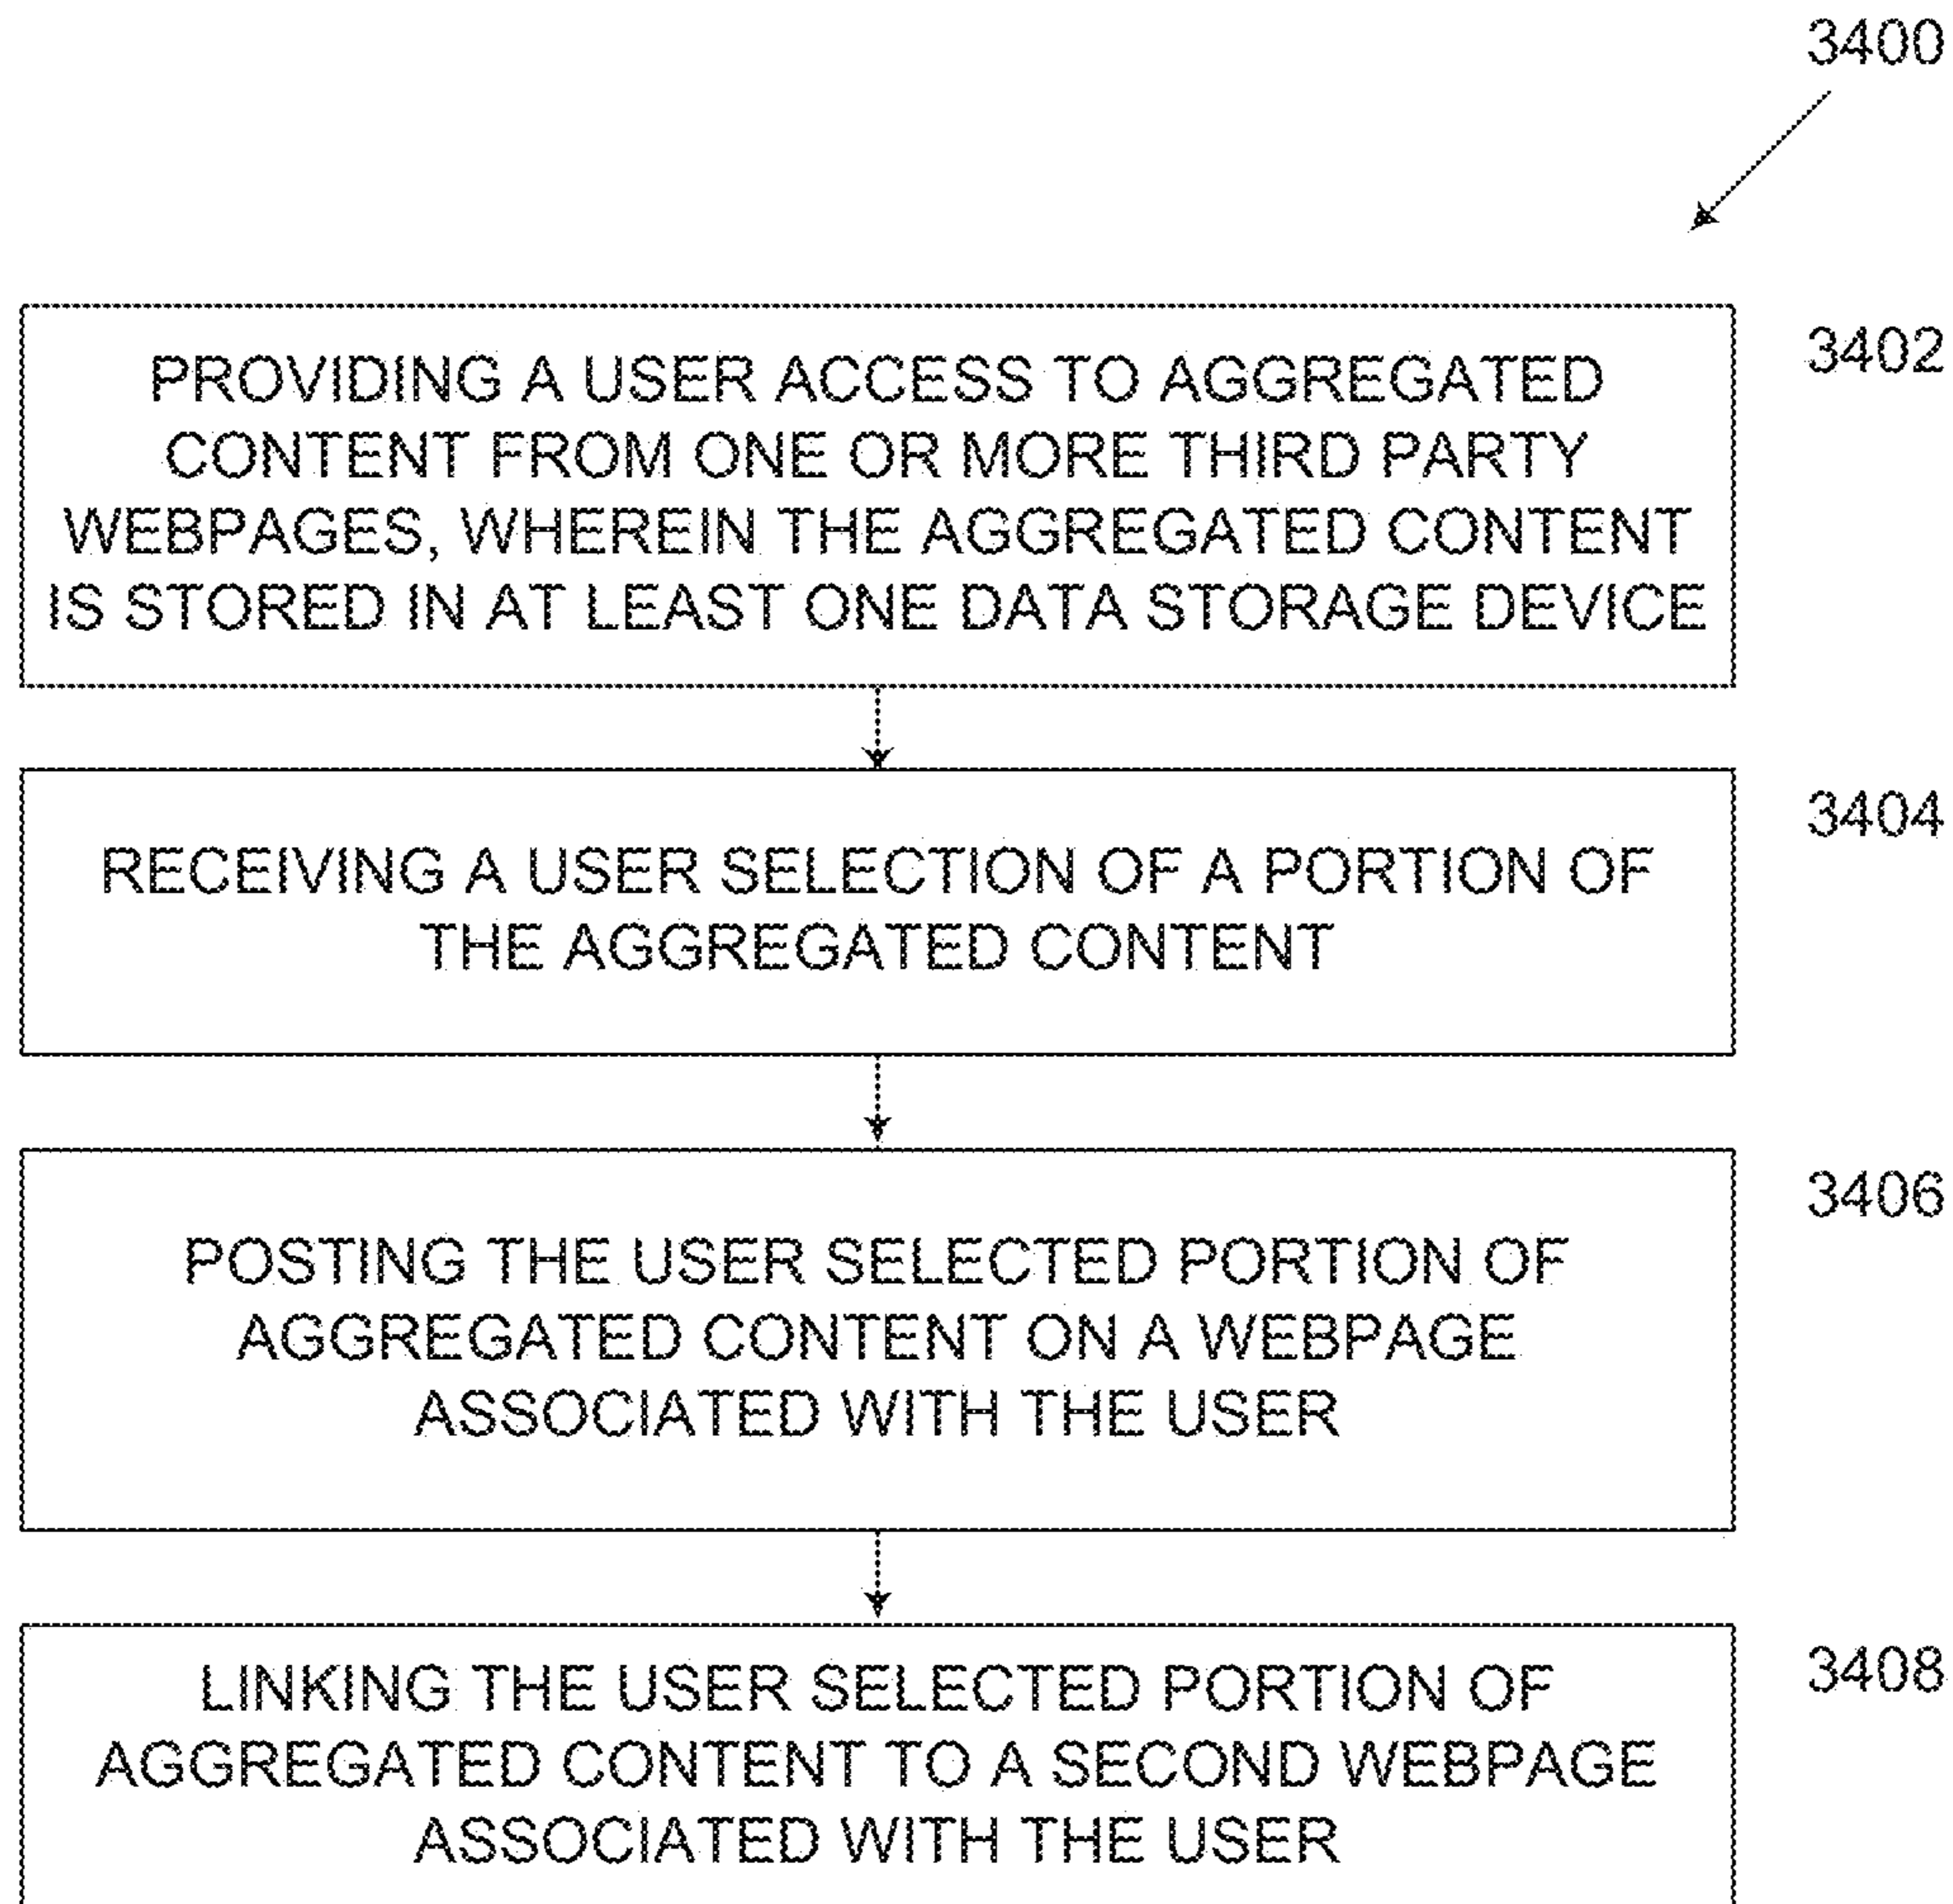 3400
3402
PROVIDING A USER ACCESS TO AGGREGATED
CONTENT FROM ONE OR MORE THIRD PARTY
WEBPAGES, WHEREIN THE AGGREGATED CONTENT
IS STORED IN AT LEAST ONE DATA STORAGE DEVICE
3404
RECEIVING A USER SELECTION OF A PORTION OF
THE AGGREGATED CONTENT
3406
POSTING THE USER SELECTED PORTION OF
AGGREGATED CONTENT ON A WEBPAGE
ASSOCIATED WITH THE USER
3408
LINKING THE USER SELECTED PORTION OF
AGGREGATED CONTENT TO A SECOND WEBPAGE
ASSOCIATED WITH THE USER